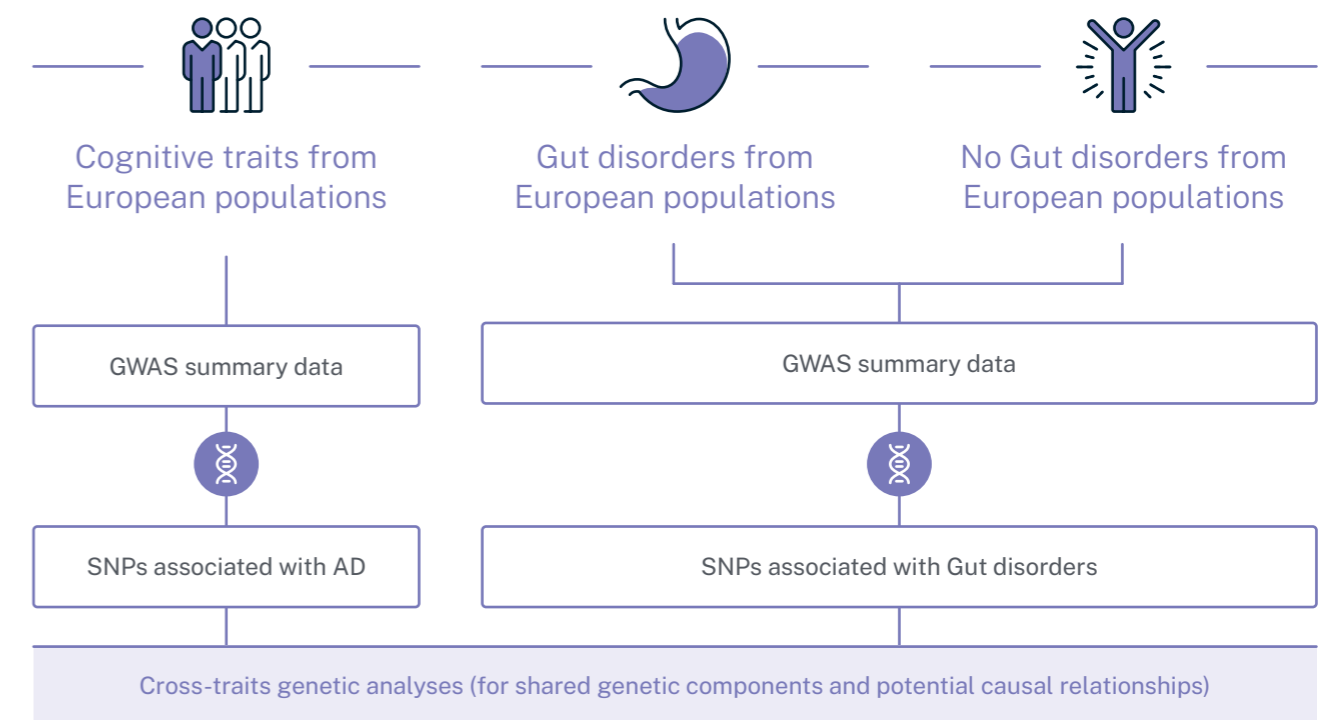 Cognitive traits from
European populations
Gut disorders from
European populations
No Gut disorders from
European populations
GWAS summary data
GWAS summary data
SNPs associated with AD
SNPs associated with Gut disorders
Cross-traits genetic analyses (for shared genetic components and potential causal relationships)